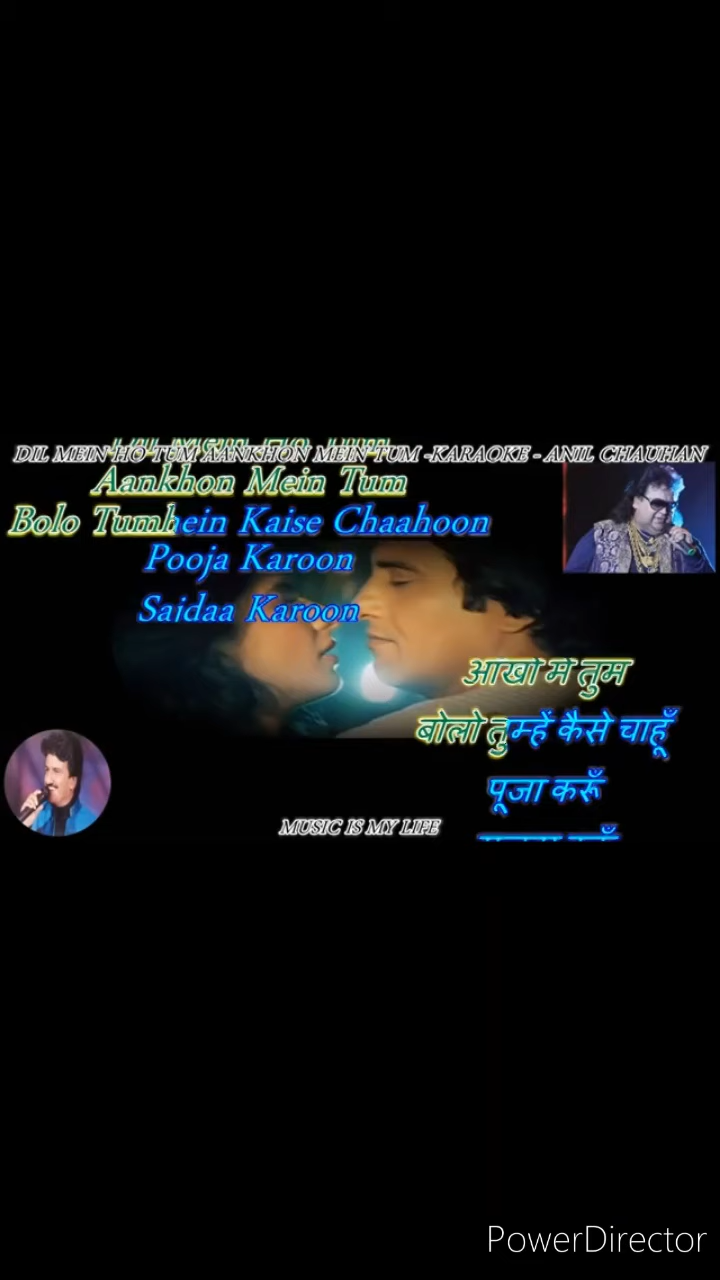 DIL MEIN HO TUM AANKHON MEIN TUM -KARAOKE - ANIL CHAUHAN
Aankhon Mein Tum
Bolo Tumhein Kaise Chaahoon
Pooja Karoon
Sajdaa Karoon
आखो मे तुम
बोलो तुम्हें कैसे चाहूँ
पूजा करूँ
MUSIC IS MY LIFE
PowerDirector